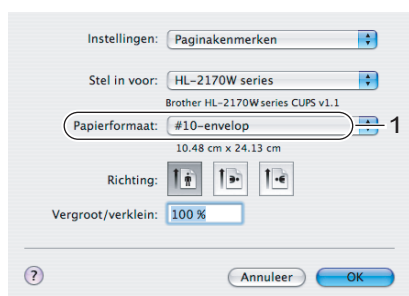 Instellingen: Paginakenmerken
Stel in voor: HL-2170W series
Brother HL-2170W series CUPS v1.1
Papierformaat: #10-envelop 1
10.48 cm x 24.13 cm
Richting:
Vergroot/verklein: 100 %
? Annuleer OK